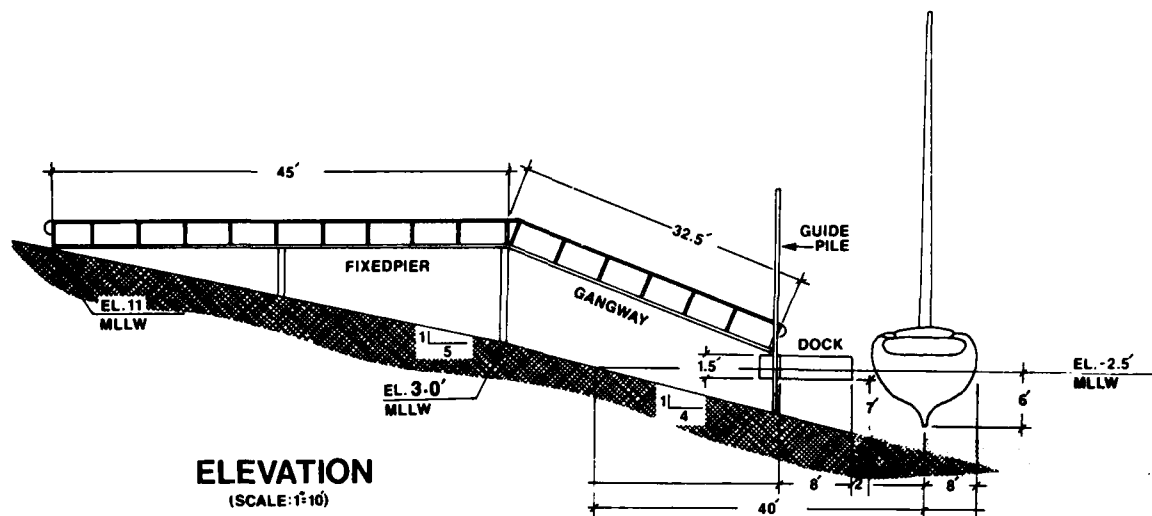 45´
32.5´
GUIDE
PILE
FIXEDPIER
GANGWAY
DOCK
EL.11
MLLW
1
5
1.5´
EL.-2.5´
MLLW
EL. 3.0´
MLLW
7´
6´
1
4
ELEVATION
(SCALE:1"=10')
8´
2´
8´
40´